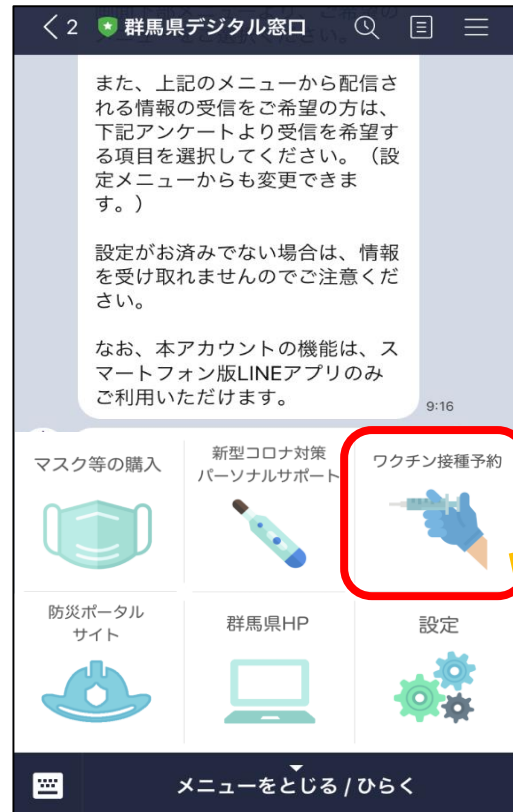 2 群馬県デジタル窓口
また、上記のメニューから配信さ
れる情報の受信をご希望の方は、
下記アンケートより受信を希望す
る項目を選択してください。（設
定メニューからも変更できま
す。）
設定がお済みでない場合は、情報
を受け取れませんのでご注意くだ
さい。
なお、本アカウントの機能は、ス
マートフォン版LINEアプリのみ
ご利用いただけます。
9:16
マスク等の購入
新型コロナ対策
パーソナルサポート
ワクチン接種予約
防災ポータル
サイト
群馬県HP
設定
メニューをとじる / ひらく